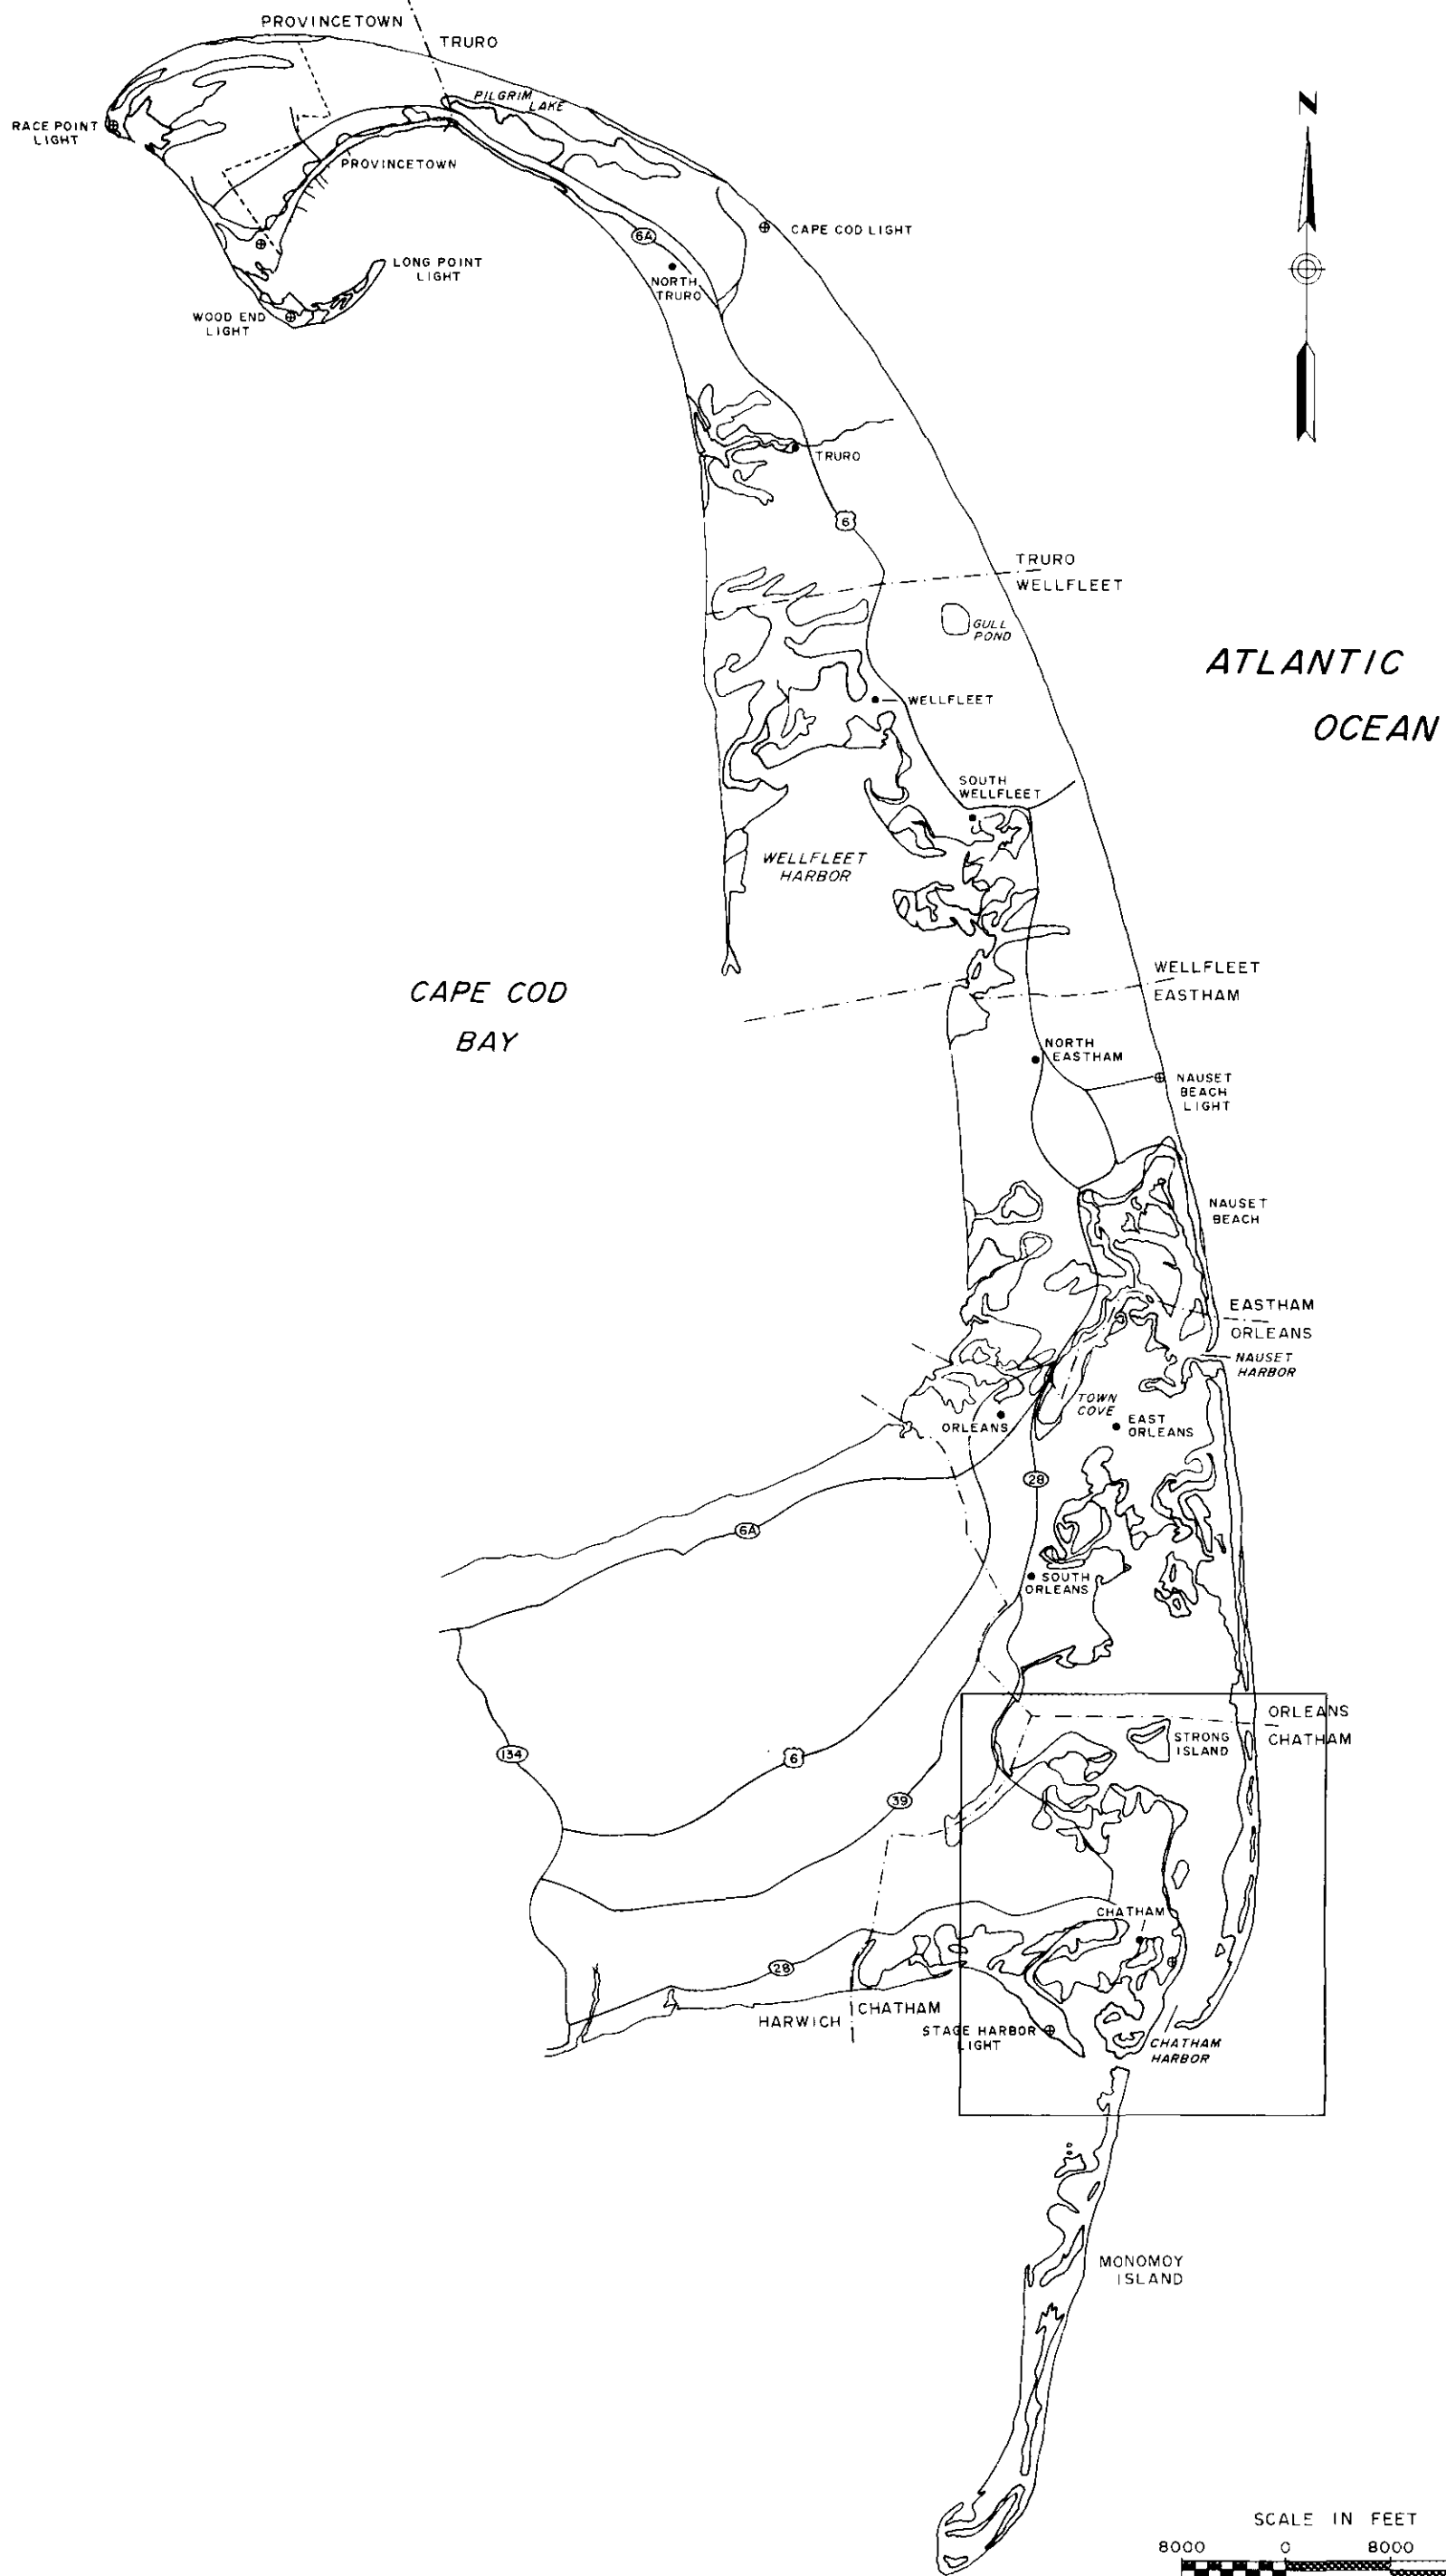 PROVINCETOWN
TRURO
PILGRIM
LAKE
RACE POINT
LIGHT
PROVINCETOWN
CAPE COD LIGHT
6A
LONG POINT
LIGHT
NORTH
TRURO
WOOD END
LIGHT
N
TRURO
6
TRURO
WELLFLEET
GULL
POND
ATLANTIC
OCEAN
WELLFLEET
SOUTH
WELLFLEET
WELLFLEET
HARBOR
CAPE COD
BAY
WELLFLEET
EASTHAM
NORTH
EASTHAM
NAUSET
BEACH
LIGHT
NAUSET
BEACH
EASTHAM
ORLEANS
NAUSET
HARBOR
TOWN
COVE
ORLEANS
EAST
ORLEANS
28
6A
SOUTH
ORLEANS
ORLEANS
CHATHAM
STRONG
ISLAND
134
6
39
CHATHAM
28
HARWICH
CHATHAM
STAGE HARBOR
LIGHT
CHATHAM
HARBOR
MONOMOY
ISLAND
SCALE IN FEET
8000 0 8000